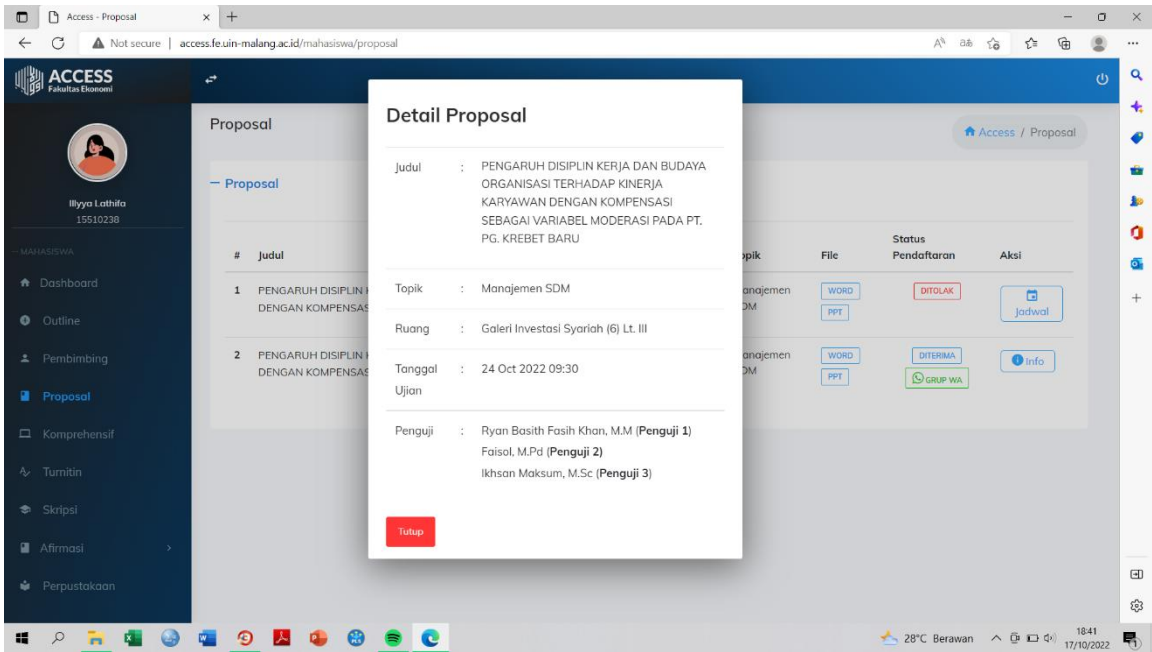 Access - Proposal
Not secure | access.fe.uin-malang.ac.id/mahasiswa/proposal
ACCESS
Fakultas Ekonomi
Illyya Lathifa
15510238
MAHASISWA
Dashboard
Outline
Pembimbing
Proposal
Komprehensif
Turnitin
Skripsi
Afirmasi
Perpustakaan
Proposal
Access / Proposal
Proposal
# Judul File Status Pendaftaran Aksi
1 PENGARUH DISIPLIN
DENGAN KOMPENSAS
WORD
PPT
DITOLAK
Jadwal
2 PENGARUH DISIPLIN
DENGAN KOMPENSAS
WORD
PPT
DITERIMA
GRUP WA
Info
Detail Proposal
Judul : PENGARUH DISIPLIN KERJA DAN BUDAYA
ORGANISASI TERHADAP KINERJA
KARYAWAN DENGAN KOMPENSASI
SEBAGAI VARIABEL MODERASI PADA PT.
PG. KREBET BARU
Topik : Manajemen SDM
Ruang : Galeri Investasi Syariah (6) Lt. III
Tanggal Ujian : 24 Oct 2022 09:30
Penguji : Ryan Basith Fasih Khan, M.M (Penguji 1)
Faisol, M.Pd (Penguji 2)
Ikhsan Maksum, M.Sc (Penguji 3)
Tutup
28°C Berawan
18:41
17/10/2022